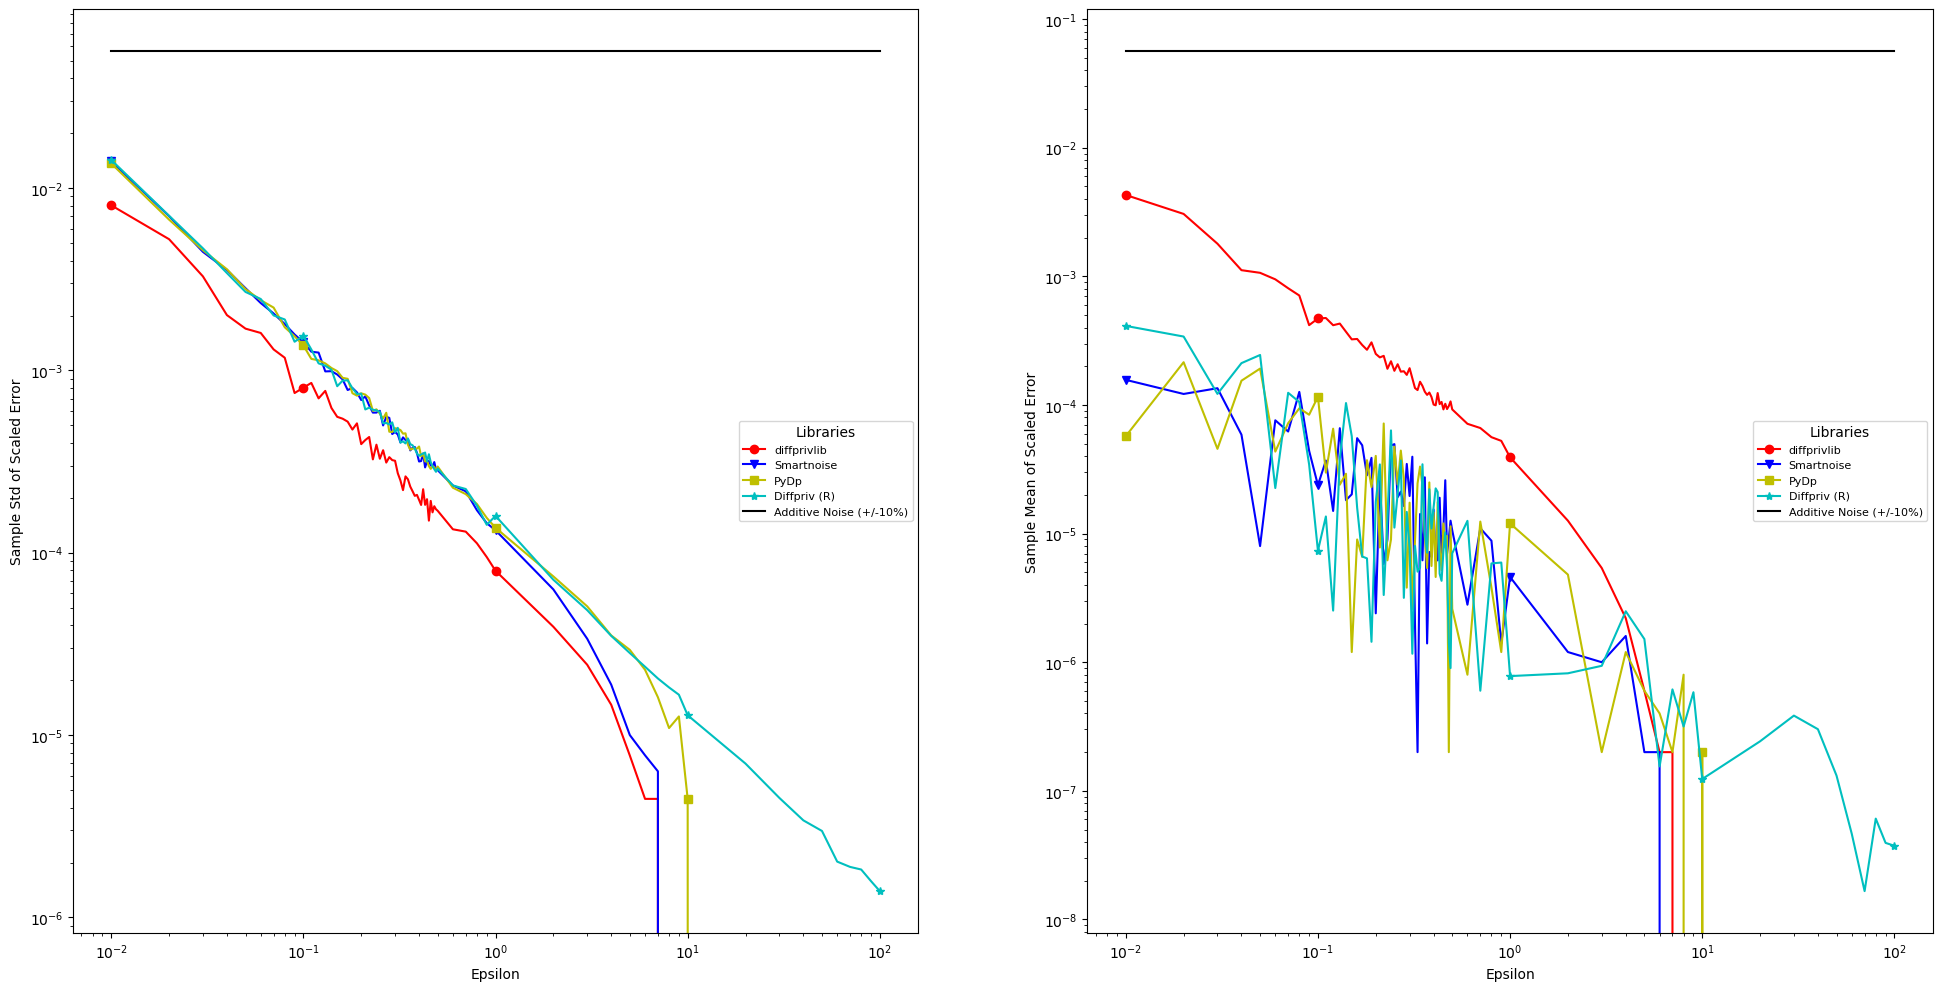 Sample Std of Scaled Error
10⁻²
10⁻³
10⁻⁴
10⁻⁵
10⁻⁶
10⁻²
10⁻¹
10⁰
10¹
10²
Epsilon
Libraries
diffprivlib
Smartnoise
PyDp
Diffpriv (R)
Additive Noise (+/-10%)
Sample Mean of Scaled Error
10⁻¹
10⁻²
10⁻³
10⁻⁴
10⁻⁵
10⁻⁶
10⁻⁷
10⁻⁸
10⁻²
10⁻¹
10⁰
10¹
10²
Epsilon
Libraries
diffprivlib
Smartnoise
PyDp
Diffpriv (R)
Additive Noise (+/-10%)